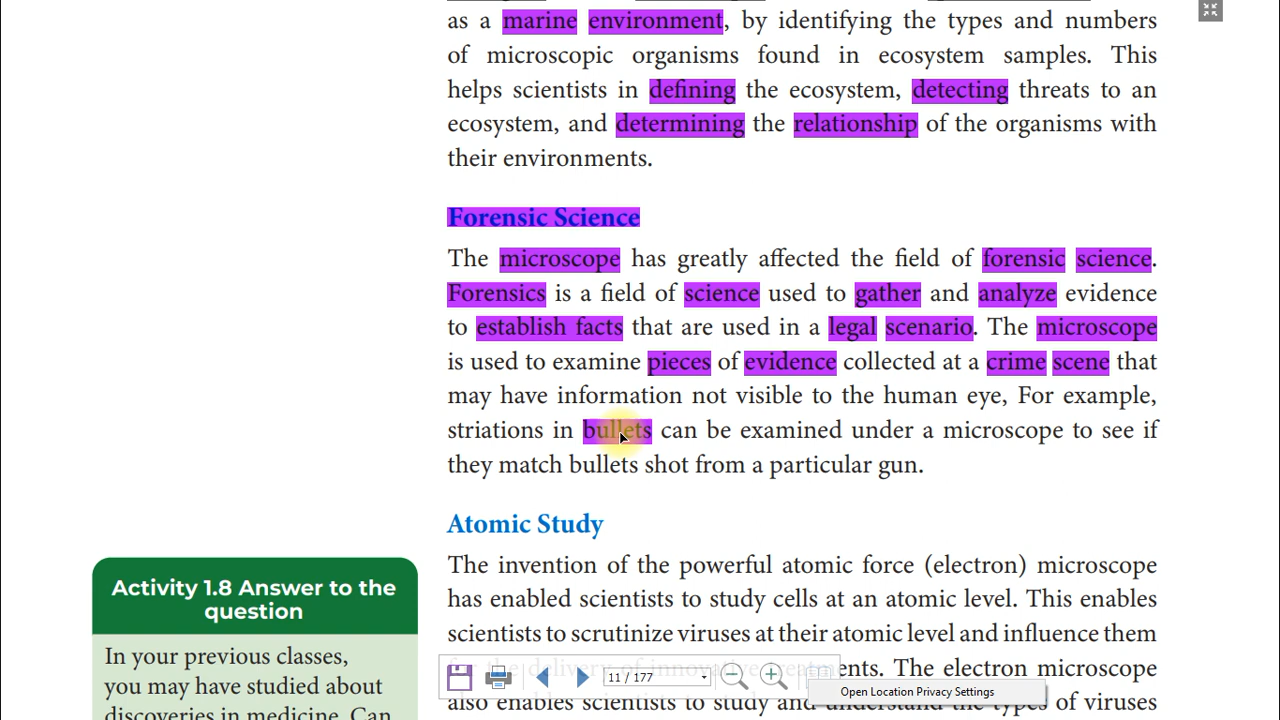 as a marine environment, by identifying the types and numbers
of microscopic organisms found in ecosystem samples. This
helps scientists in defining the ecosystem, detecting threats to an
ecosystem, and determining the relationship of the organisms with
their environments.
Forensic Science
The microscope has greatly affected the field of forensic science.
Forensics is a field of science used to gather and analyze evidence
to establish facts that are used in a legal scenario. The microscope
is used to examine pieces of evidence collected at a crime scene that
may have information not visible to the human eye, For example,
striations in bullets can be examined under a microscope to see if
they match bullets shot from a particular gun.
Atomic Study
The invention of the powerful atomic force (electron) microscope
has enabled scientists to study cells at an atomic level. This enables
scientists to scrutinize viruses at their atomic level and influence them
for the delivery of innovative treatments. The electron microscope
also enables scientists to study and understand the types of viruses
Activity 1.8 Answer to the
question
In your previous classes,
you may have studied about
discoveries in medicine. Can
11 / 177
Open Location Privacy Settings